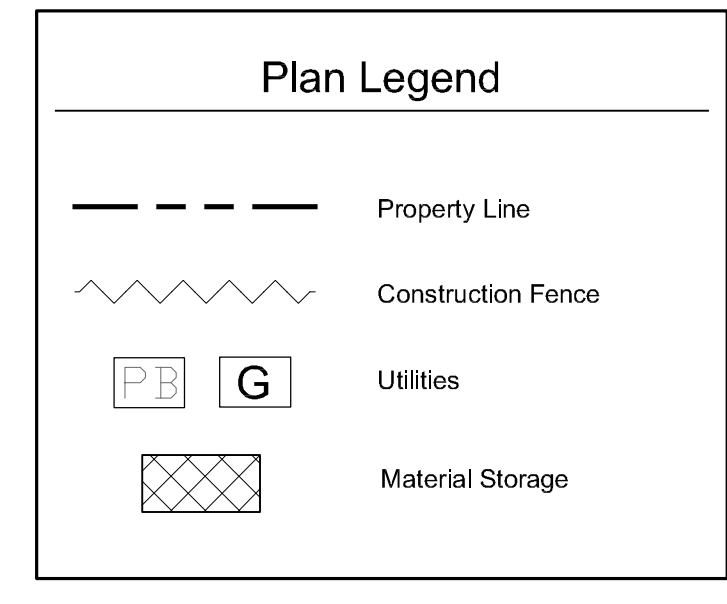 Plan Legend
Property Line
Construction Fence
PB G Utilities
Material Storage